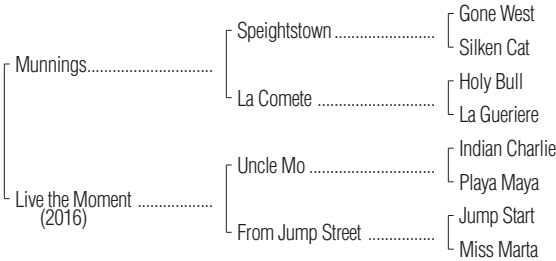 Gone West
Speightstown
Silken Cat
Munnings
Holy Bull
La Comete
La Gueriere
Indian Charlie
Uncle Mo
Playa Maya
Live the Moment
(2016)
Jump Start
From Jump Street
Miss Marta